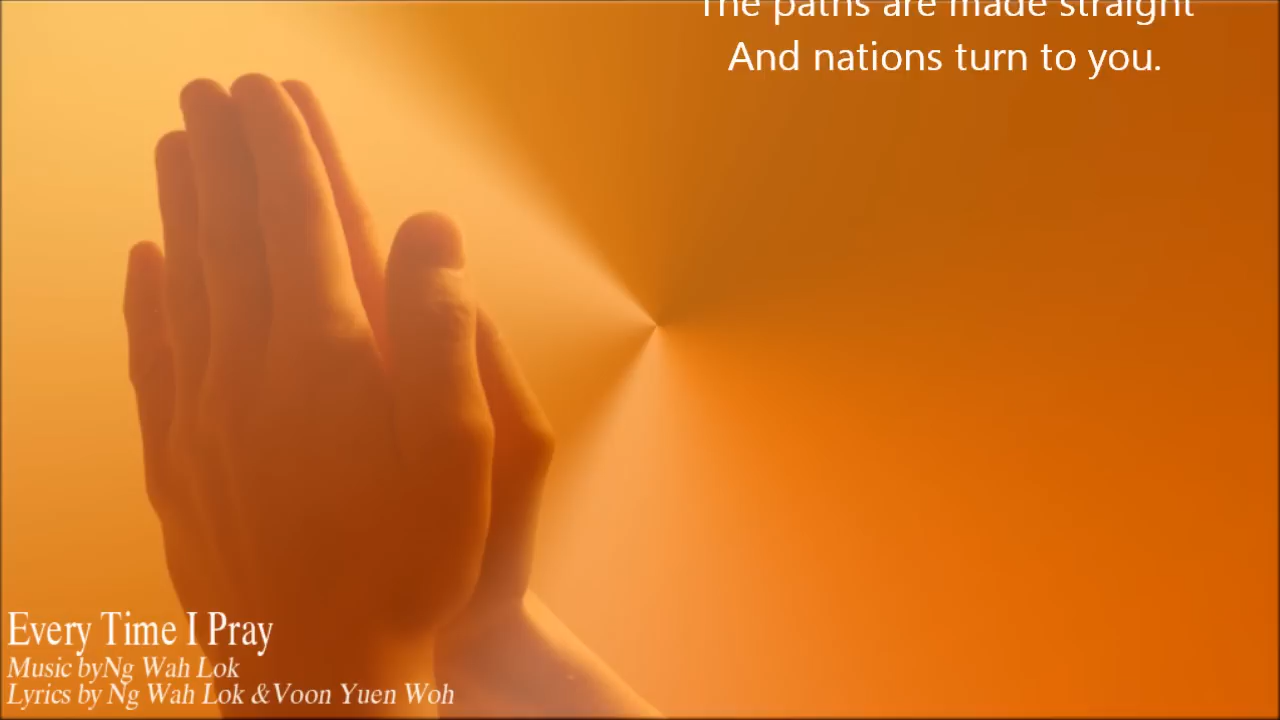 The paths are made straight
And nations turn to you.
Every Time I Pray
Music byNg Wah Lok
Lyrics by Ng Wah Lok &Voon Yuen Woh